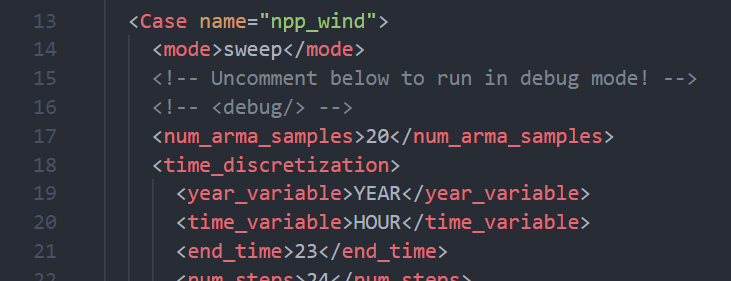 13 <Case name="npp_wind">
14 <mode>sweep</mode>
15 <!-- Uncomment below to run in debug mode! -->
16 <!-- <debug/> -->
17 <num_arma_samples>20</num_arma_samples>
18 <time_discretization>
19 <year_variable>YEAR</year_variable>
20 <time_variable>HOUR</time_variable>
21 <end_time>23</end_time>
22 <num_steps>24</num_steps>